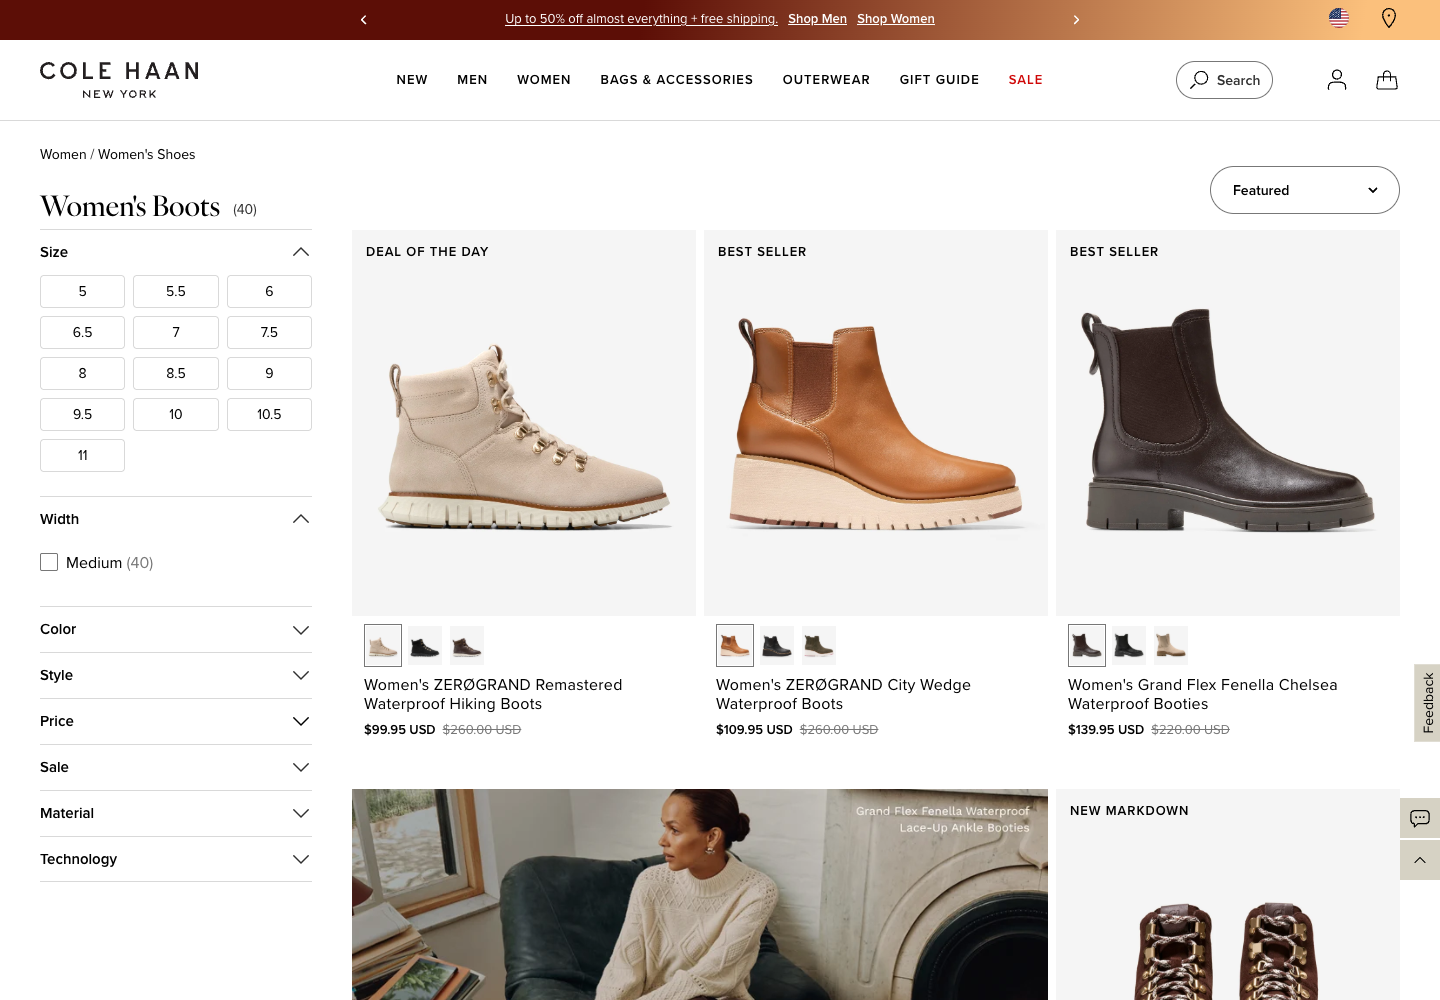 Up to 50% off almost everything + free shipping. Shop Men Shop Women
COLE HAAN
NEW YORK
NEW MEN WOMEN BAGS & ACCESSORIES OUTERWEAR GIFT GUIDE SALE
Search
Women / Women's Shoes
Women's Boots (40)
Featured
Size
5 5.5 6
6.5 7 7.5
8 8.5 9
9.5 10 10.5
11
Width
Medium (40)
Color
Style
Price
Sale
Material
Technology
DEAL OF THE DAY
Women's ZERØGRAND Remastered
Waterproof Hiking Boots
$99.95 USD $260.00 USD
BEST SELLER
Women's ZERØGRAND City Wedge
Waterproof Boots
$109.95 USD $260.00 USD
BEST SELLER
Women's Grand Flex Fenella Chelsea
Waterproof Booties
$139.95 USD $220.00 USD
Grand Flex Fenella Waterproof
Lace-Up Ankle Booties
NEW MARKDOWN
Feedback